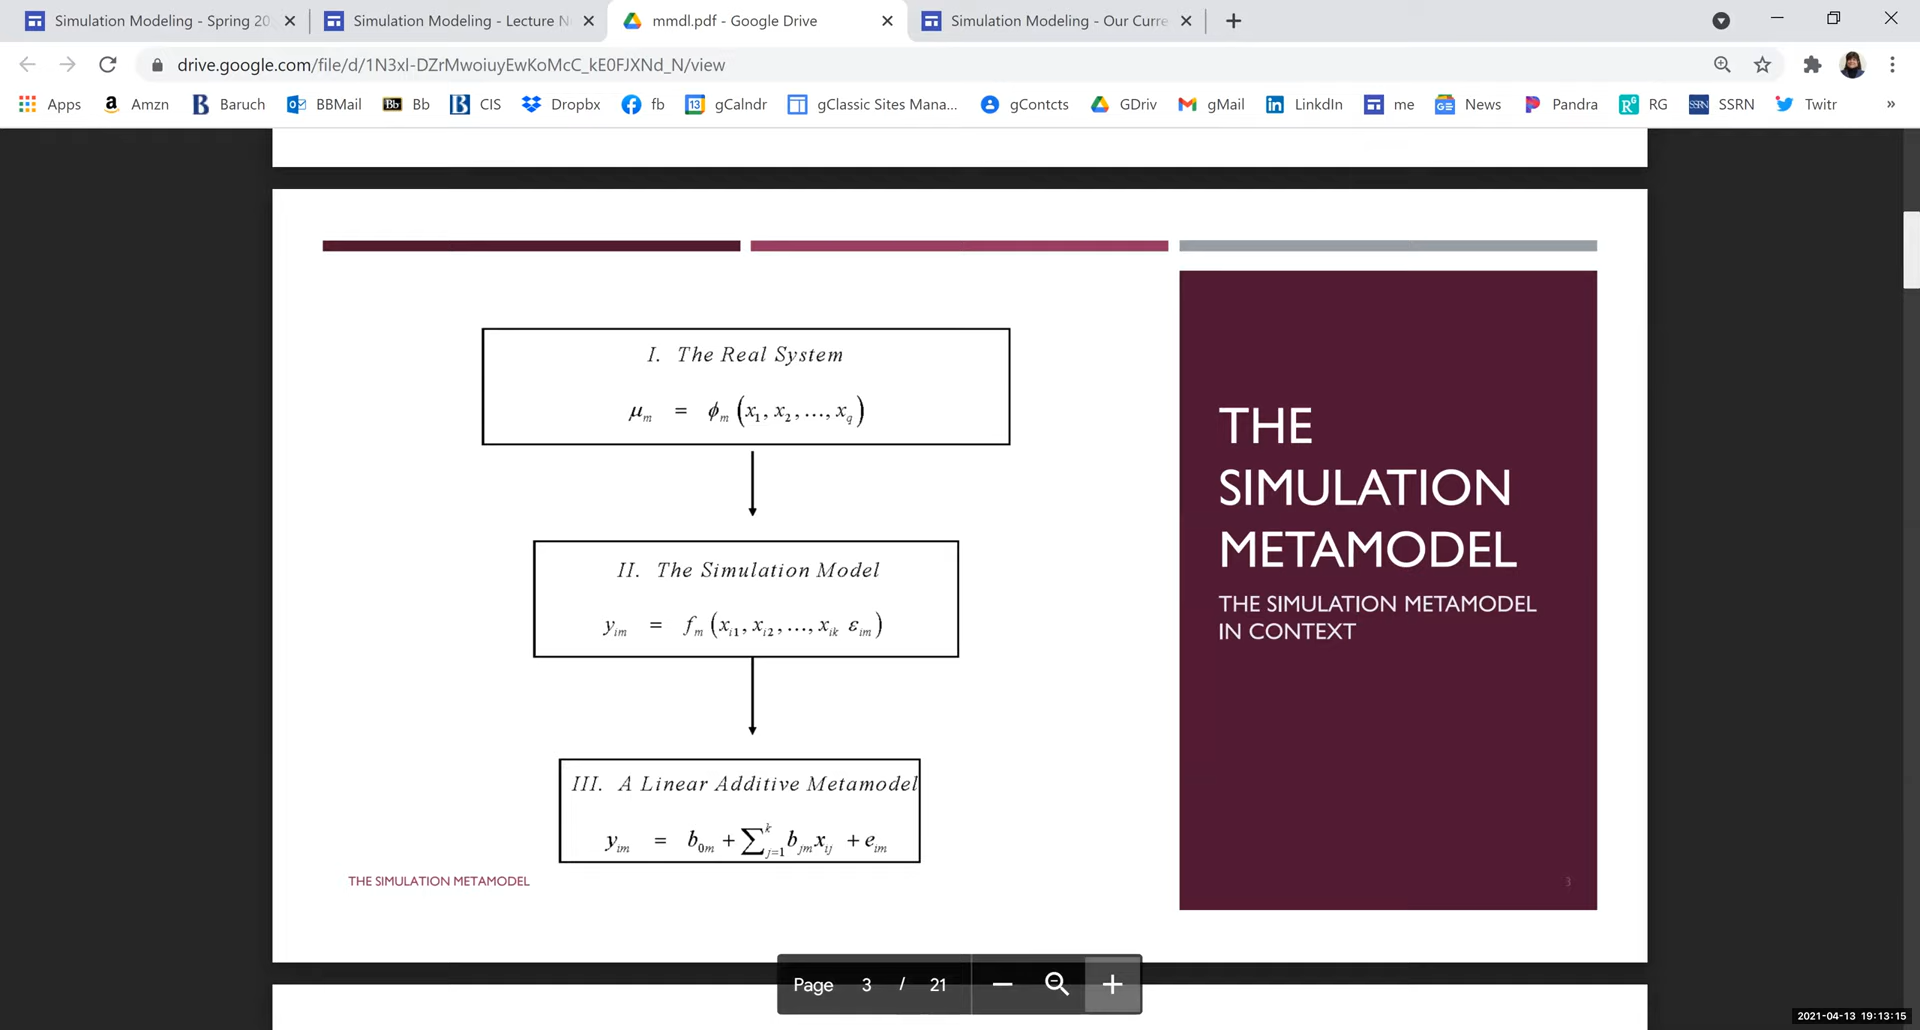 Simulation Modeling - Spring 20
Simulation Modeling - Lecture N
mmdl.pdf - Google Drive
Simulation Modeling - Our Curre
drive.google.com/file/d/1N3xl-DZrMwoiuyEwKoMcC_kE0FJXNd_N/view
Apps Amzn Baruch BBMail Bb CIS Dropbx fb gCalndr gClassic Sites Mana... gContcts GDriv gMail LinkdIn me News Pandra RG SSRN Twitr »
I. The Real System
μm = ϕm (x1, x2, ..., xq)
II. The Simulation Model
yim = fm (xi1, xi2, ..., xik εim)
III. A Linear Additive Metamodel
yim = b0m + ∑j=1k bjm xij + eim
THE SIMULATION METAMODEL
THE
SIMULATION
METAMODEL
THE SIMULATION METAMODEL
IN CONTEXT
3
Page 3 / 21
2021-04-13 19:13:15